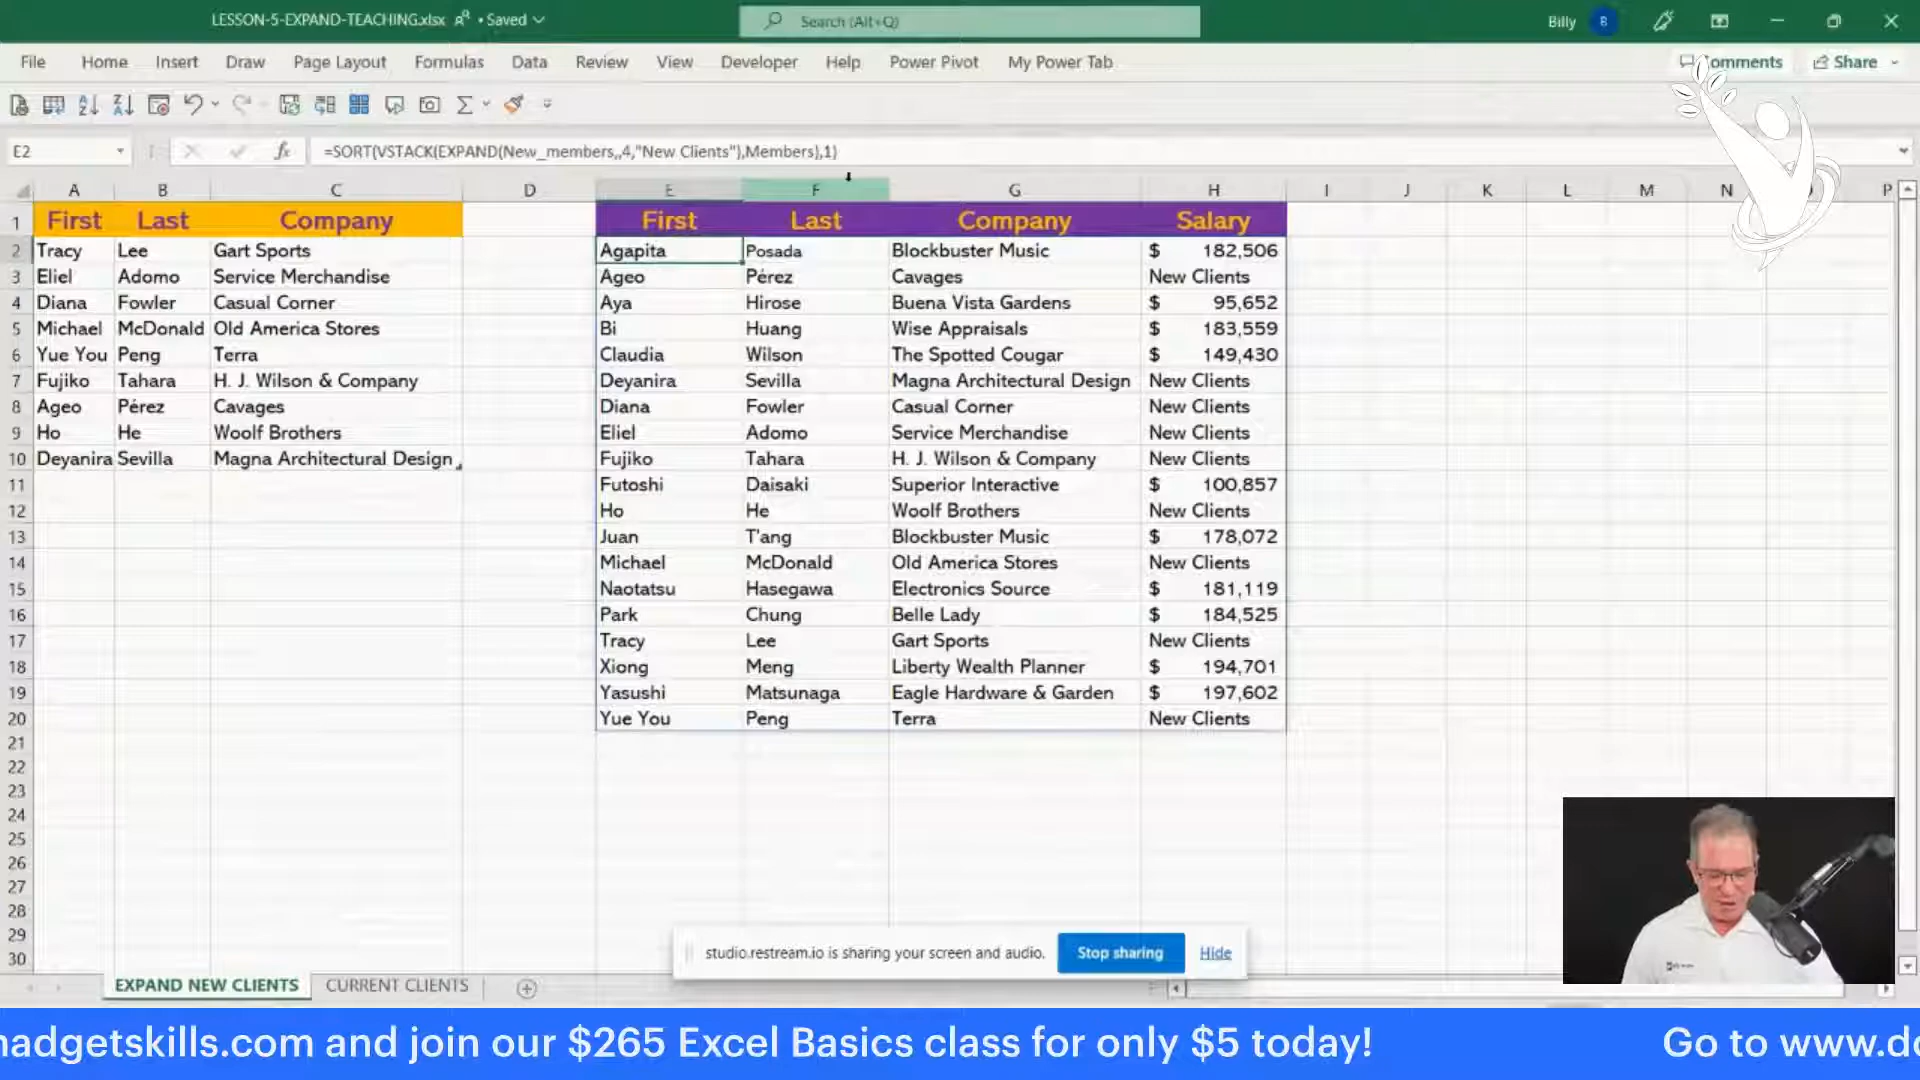 LESSON-5-EXPAND-TEACHING.xlsx • Saved
Search (Alt+Q)
Billy B
File Home Insert Draw Page Layout Formulas Data Review View Developer Help Power Pivot My Power Tab
Share
E2 fx =SORT(VSTACK(EXPAND(New_members,,4,"New Clients"),Members),1)
A B C D E F G H I J K L M N P
1 First Last Company First Last Company Salary
2 Tracy Lee Gart Sports Agapita Posada Blockbuster Music $ 182,506
3 Eliel Adomo Service Merchandise Ageo Pérez Cavages New Clients
4 Diana Fowler Casual Corner Aya Hirose Buena Vista Gardens $ 95,652
5 Michael McDonald Old America Stores Bi Huang Wise Appraisals $ 183,559
6 Yue You Peng Terra Claudia Wilson The Spotted Cougar $ 149,430
7 Fujiko Tahara H. J. Wilson & Company Deyanira Sevilla Magna Architectural Design New Clients
8 Ageo Pérez Cavages Diana Fowler Casual Corner New Clients
9 Ho He Woolf Brothers Eliel Adomo Service Merchandise New Clients
10 Deyanira Sevilla Magna Architectural Design Fujiko Tahara H. J. Wilson & Company New Clients
11 Futoshi Daisaki Superior Interactive $ 100,857
12 Ho He Woolf Brothers New Clients
13 Juan T'ang Blockbuster Music $ 178,072
14 Michael McDonald Old America Stores New Clients
15 Naotatsu Hasegawa Electronics Source $ 181,119
16 Park Chung Belle Lady $ 184,525
17 Tracy Lee Gart Sports New Clients
18 Xiong Meng Liberty Wealth Planner $ 194,701
19 Yasushi Matsunaga Eagle Hardware & Garden $ 197,602
20 Yue You Peng Terra New Clients
21
22
23
24
25
26
27
28
29
30
studio.restream.io is sharing your screen and audio. Stop sharing Hide
EXPAND NEW CLIENTS CURRENT CLIENTS
nadgetskills.com and join our $265 Excel Basics class for only $5 today! Go to www.d